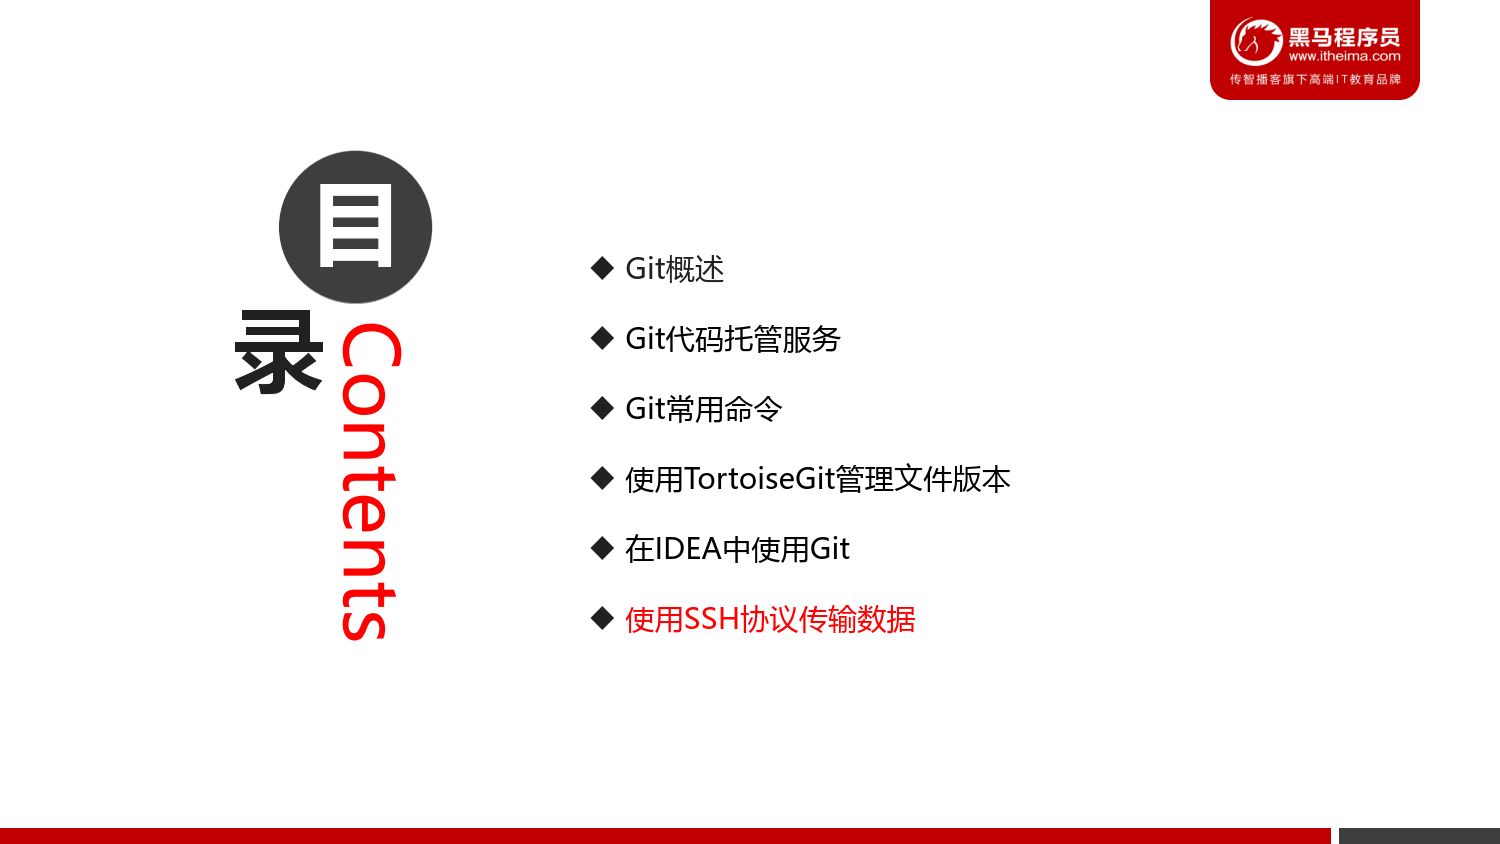 黑马程序员
www.itheima.com
传智播客旗下高端IT教育品牌
目
录
Contents
Git概述
Git代码托管服务
Git常用命令
使用TortoiseGit管理文件版本
在IDEA中使用Git
使用SSH协议传输数据